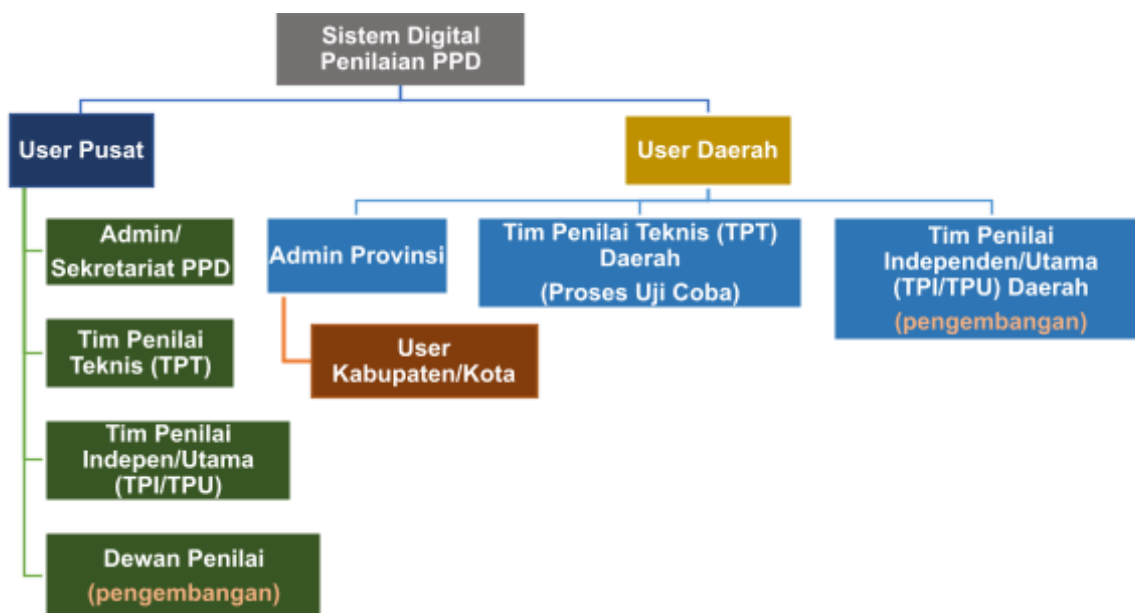 Sistem Digital
Penilaian PPD
User Pusat
User Daerah
Admin/
Sekretariat PPD
Admin Provinsi
Tim Penilai Teknis (TPT)
Daerah
(Proses Uji Coba)
Tim Penilai
Independen/Utama
(TPI/TPU) Daerah
(pengembangan)
Tim Penilai
Teknis (TPT)
User
Kabupaten/Kota
Tim Penilai
Indepen/Utama
(TPI/TPU)
Dewan Penilai
(pengembangan)